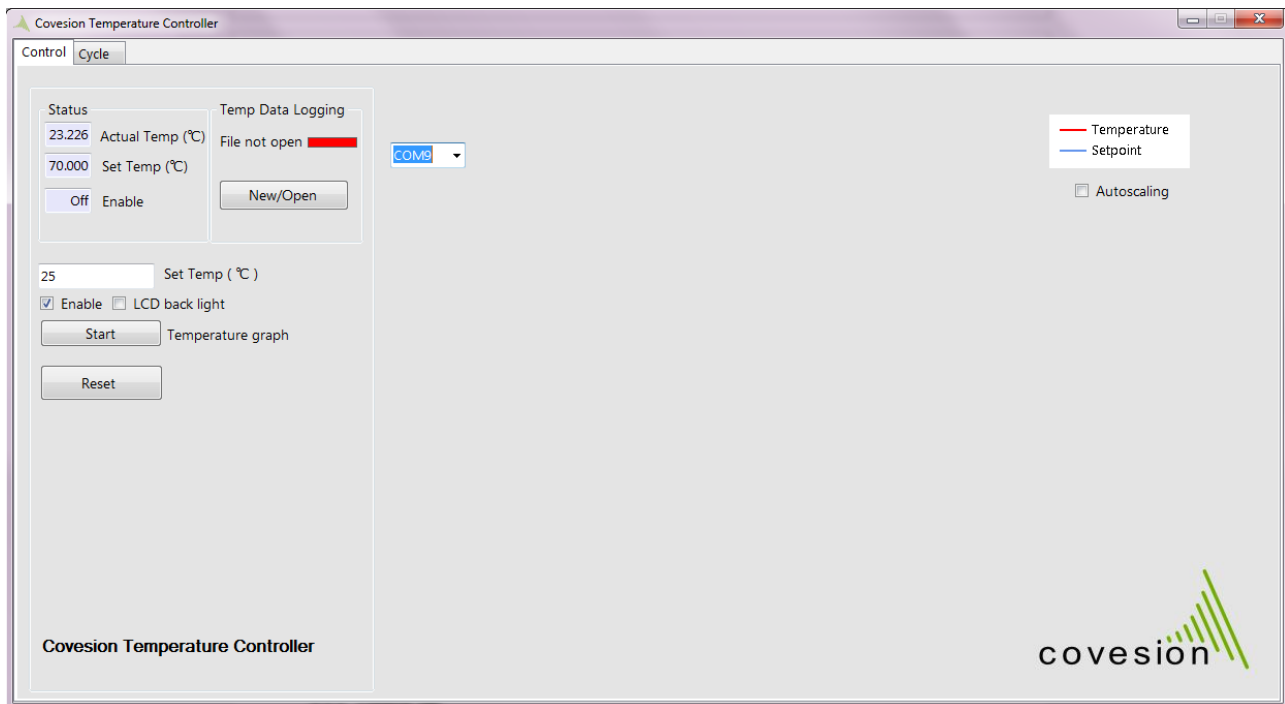 Covesion Temperature Controller
Control Cycle
Status
23.226 Actual Temp (℃)
70.000 Set Temp (℃)
Off Enable
Temp Data Logging
File not open
New/Open
COM9
Temperature
Setpoint
Autoscaling
25 Set Temp ( ℃ )
Enable LCD back light
Start Temperature graph
Reset
Covesion Temperature Controller
covesion